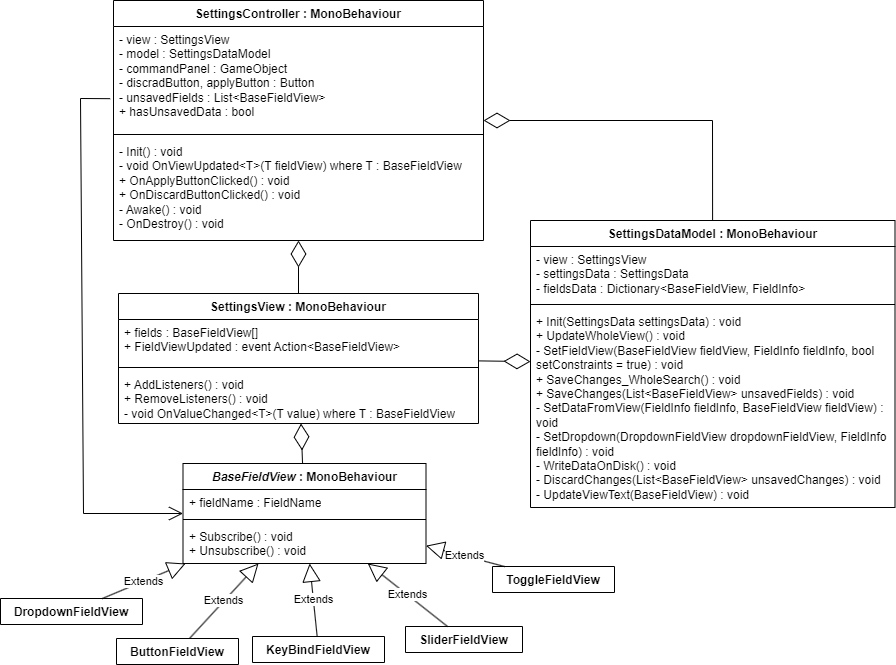 SettingsController : MonoBehaviour
- view : SettingsView
- model : SettingsDataModel
- commandPanel : GameObject
- discradButton, applyButton : Button
- unsavedFields : List<BaseFieldView>
+ hasUnsavedData : bool
- Init() : void
- void OnViewUpdated<T>(T fieldView) where T : BaseFieldView
+ OnApplyButtonClicked() : void
+ OnDiscardButtonClicked() : void
- Awake() : void
- OnDestroy() : void
SettingsDataModel : MonoBehaviour
- view : SettingsView
- settingsData : SettingsData
- fieldsData : Dictionary<BaseFieldView, FieldInfo>
+ Init(SettingsData settingsData) : void
+ UpdateWholeView() : void
- SetFieldView(BaseFieldView fieldView, FieldInfo fieldInfo, bool
setConstraints = true) : void
+ SaveChanges_WholeSearch() : void
+ SaveChanges(List<BaseFieldView> unsavedFields) : void
- SetDataFromView(FieldInfo fieldInfo, BaseFieldView fieldView) :
void
- SetDropdown(DropdownFieldView dropdownFieldView, FieldInfo
fieldInfo) : void
- WriteDataOnDisk() : void
- DiscardChanges(List<BaseFieldView> unsavedChanges) : void
- UpdateViewText(BaseFieldView) : void
SettingsView : MonoBehaviour
+ fields : BaseFieldView[]
+ FieldViewUpdated : event Action<BaseFieldView>
+ AddListeners() : void
+ RemoveListeners() : void
- void OnValueChanged<T>(T value) where T : BaseFieldView
BaseFieldView : MonoBehaviour
+ fieldName : FieldName
+ Subscribe() : void
+ Unsubscribe() : void
Extends
Extends
Extends
Extends
Extends
ToggleFieldView
DropdownFieldView
ButtonFieldView
KeyBindFieldView
SliderFieldView